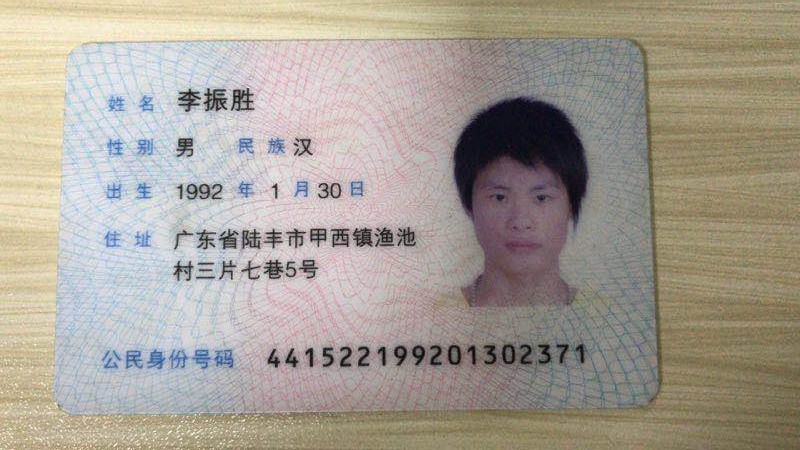 姓名 李振胜
性别 男 民族 汉
出生 1992 年 1 月 30 日
住址 广东省陆丰市甲西镇渔池
村三片七巷5号
公民身份号码 441522199201302371